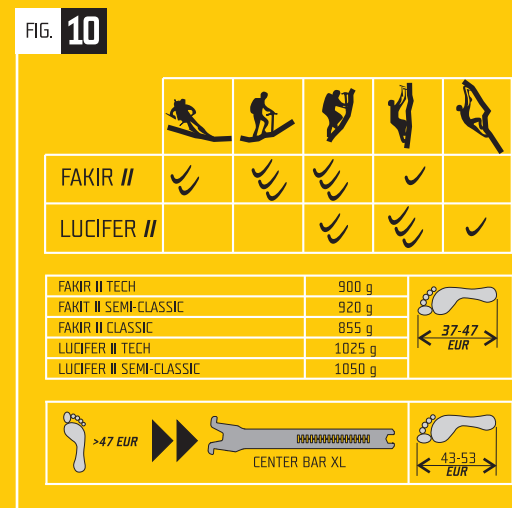 FIG. 10
FAKIR II
LUCIFER II
FAKIR II TECH 900 g
FAKIT II SEMI-CLASSIC 920 g
FAKIR II CLASSIC 855 g
LUCIFER II TECH 1025 g
LUCIFER II SEMI-CLASSIC 1050 g
37-47
EUR
>47 EUR
CENTER BAR XL
43-53
EUR